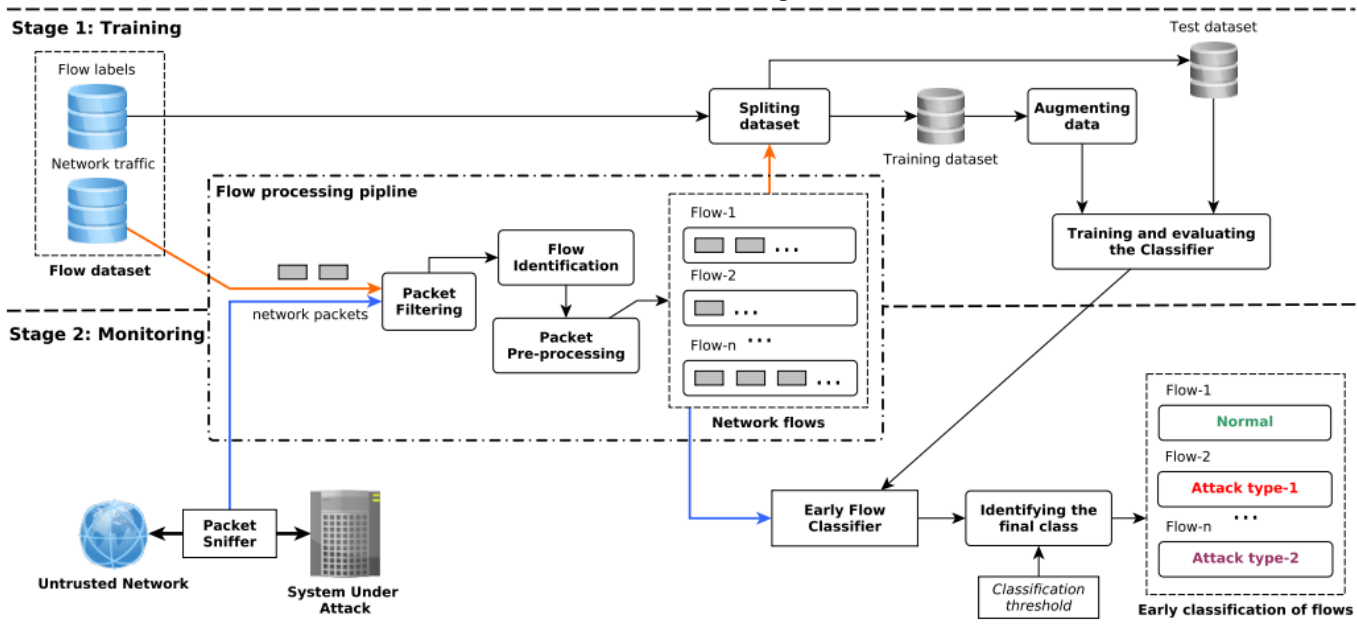 Stage 1: Training
Test dataset
Flow labels
Spliting
dataset
Augmenting
data
Training dataset
Network traffic
Flow dataset
Flow processing pipline
Flow-1
...
Flow-2
...
...
Flow-n
...
Network flows
network packets
Packet
Filtering
Flow
Identification
Packet
Pre-processing
Training and evaluating
the Classifier
Stage 2: Monitoring
Untrusted Network
Packet
Sniffer
System Under
Attack
Early Flow
Classifier
Identifying the
final class
Classification
threshold
Flow-1
Normal
Flow-2
Attack type-1
...
Flow-n
Attack type-2
Early classification of flows